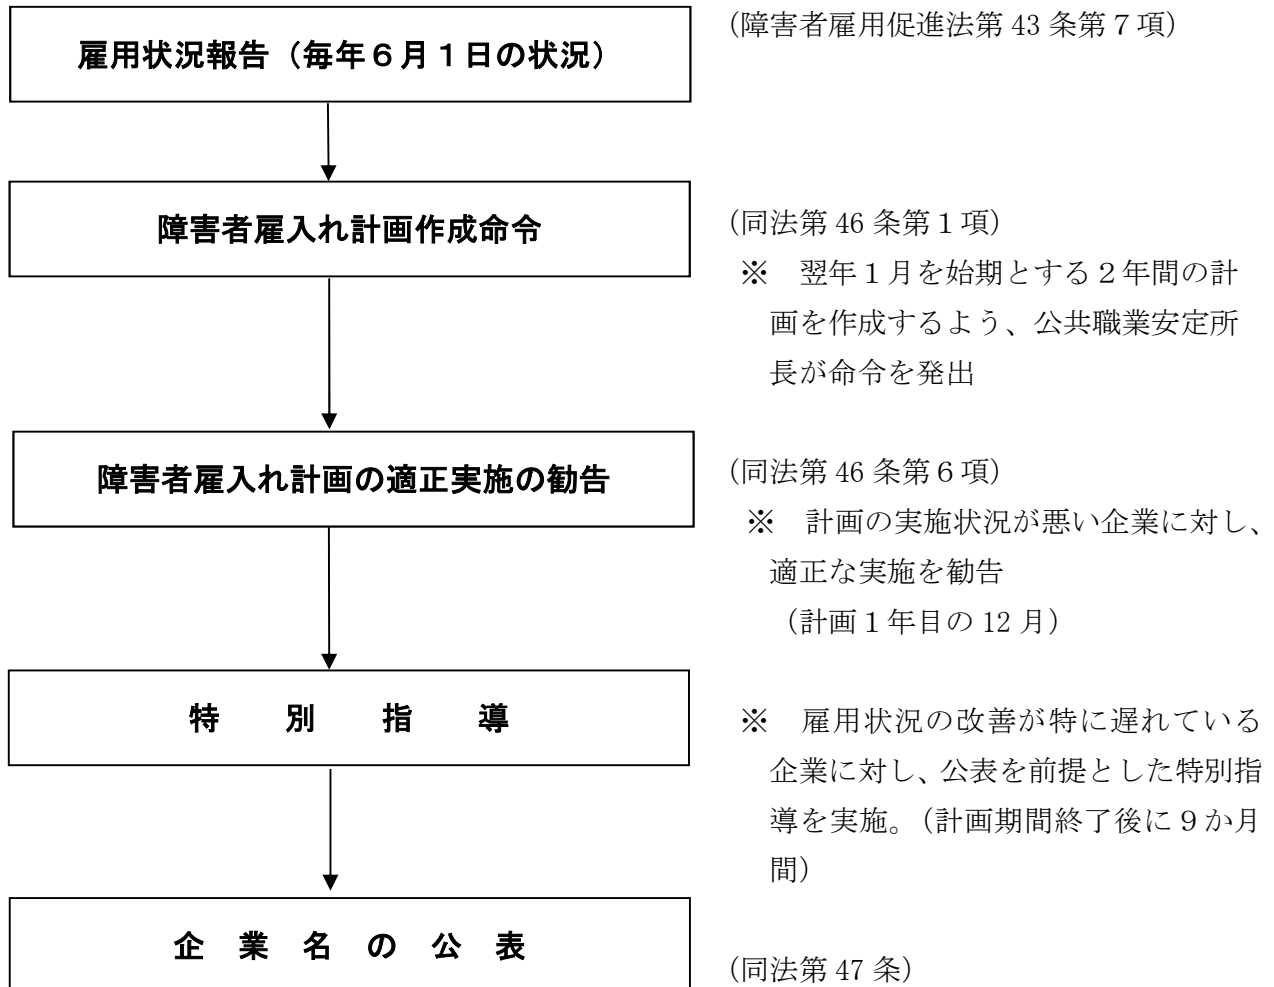 雇用状況報告（毎年６月１日の状況）
（障害者雇用促進法第 43 条第７項）
障害者雇入れ計画作成命令
（同法第 46 条第１項）
※　翌年１月を始期とする２年間の計
画を作成するよう、公共職業安定所
長が命令を発出
障害者雇入れ計画の適正実施の勧告
（同法第 46 条第６項）
※　計画の実施状況が悪い企業に対し、
適正な実施を勧告
（計画１年目の 12 月）
特　別　指　導
※　雇用状況の改善が特に遅れている
企業に対し、公表を前提とした特別指
導を実施。（計画期間終了後に９か月
間）
企　業　名　の　公　表
（同法第 47 条）